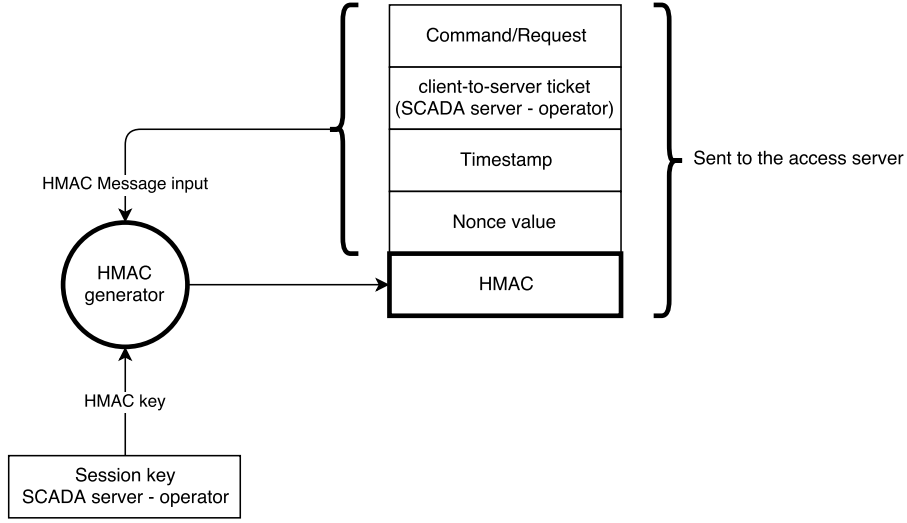 Command/Request
client-to-server ticket
(SCADA server - operator)
Timestamp
Sent to the access server
HMAC Message input
Nonce value
HMAC
generator
HMAC
HMAC key
Session key
SCADA server - operator